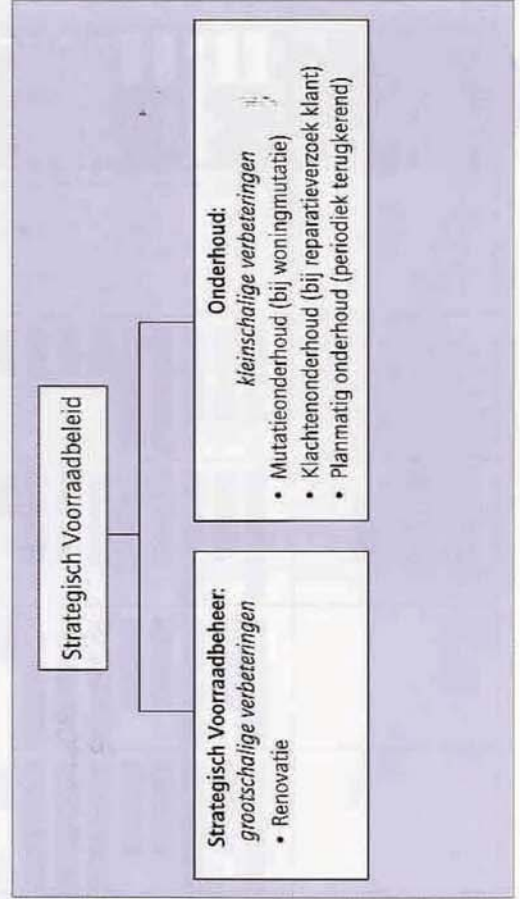 Strategisch Voorraadbeleid
Strategisch Voorraadbeheer:
grootschalige verbeteringen
• Renovatie
Onderhoud:
kleinschalige verbeteringen
• Mutatieonderhoud (bij woningmutatie)
• Klachtenonderhoud (bij reparatieverzoek klant)
• Planmatig onderhoud (periodiek terugkerend)